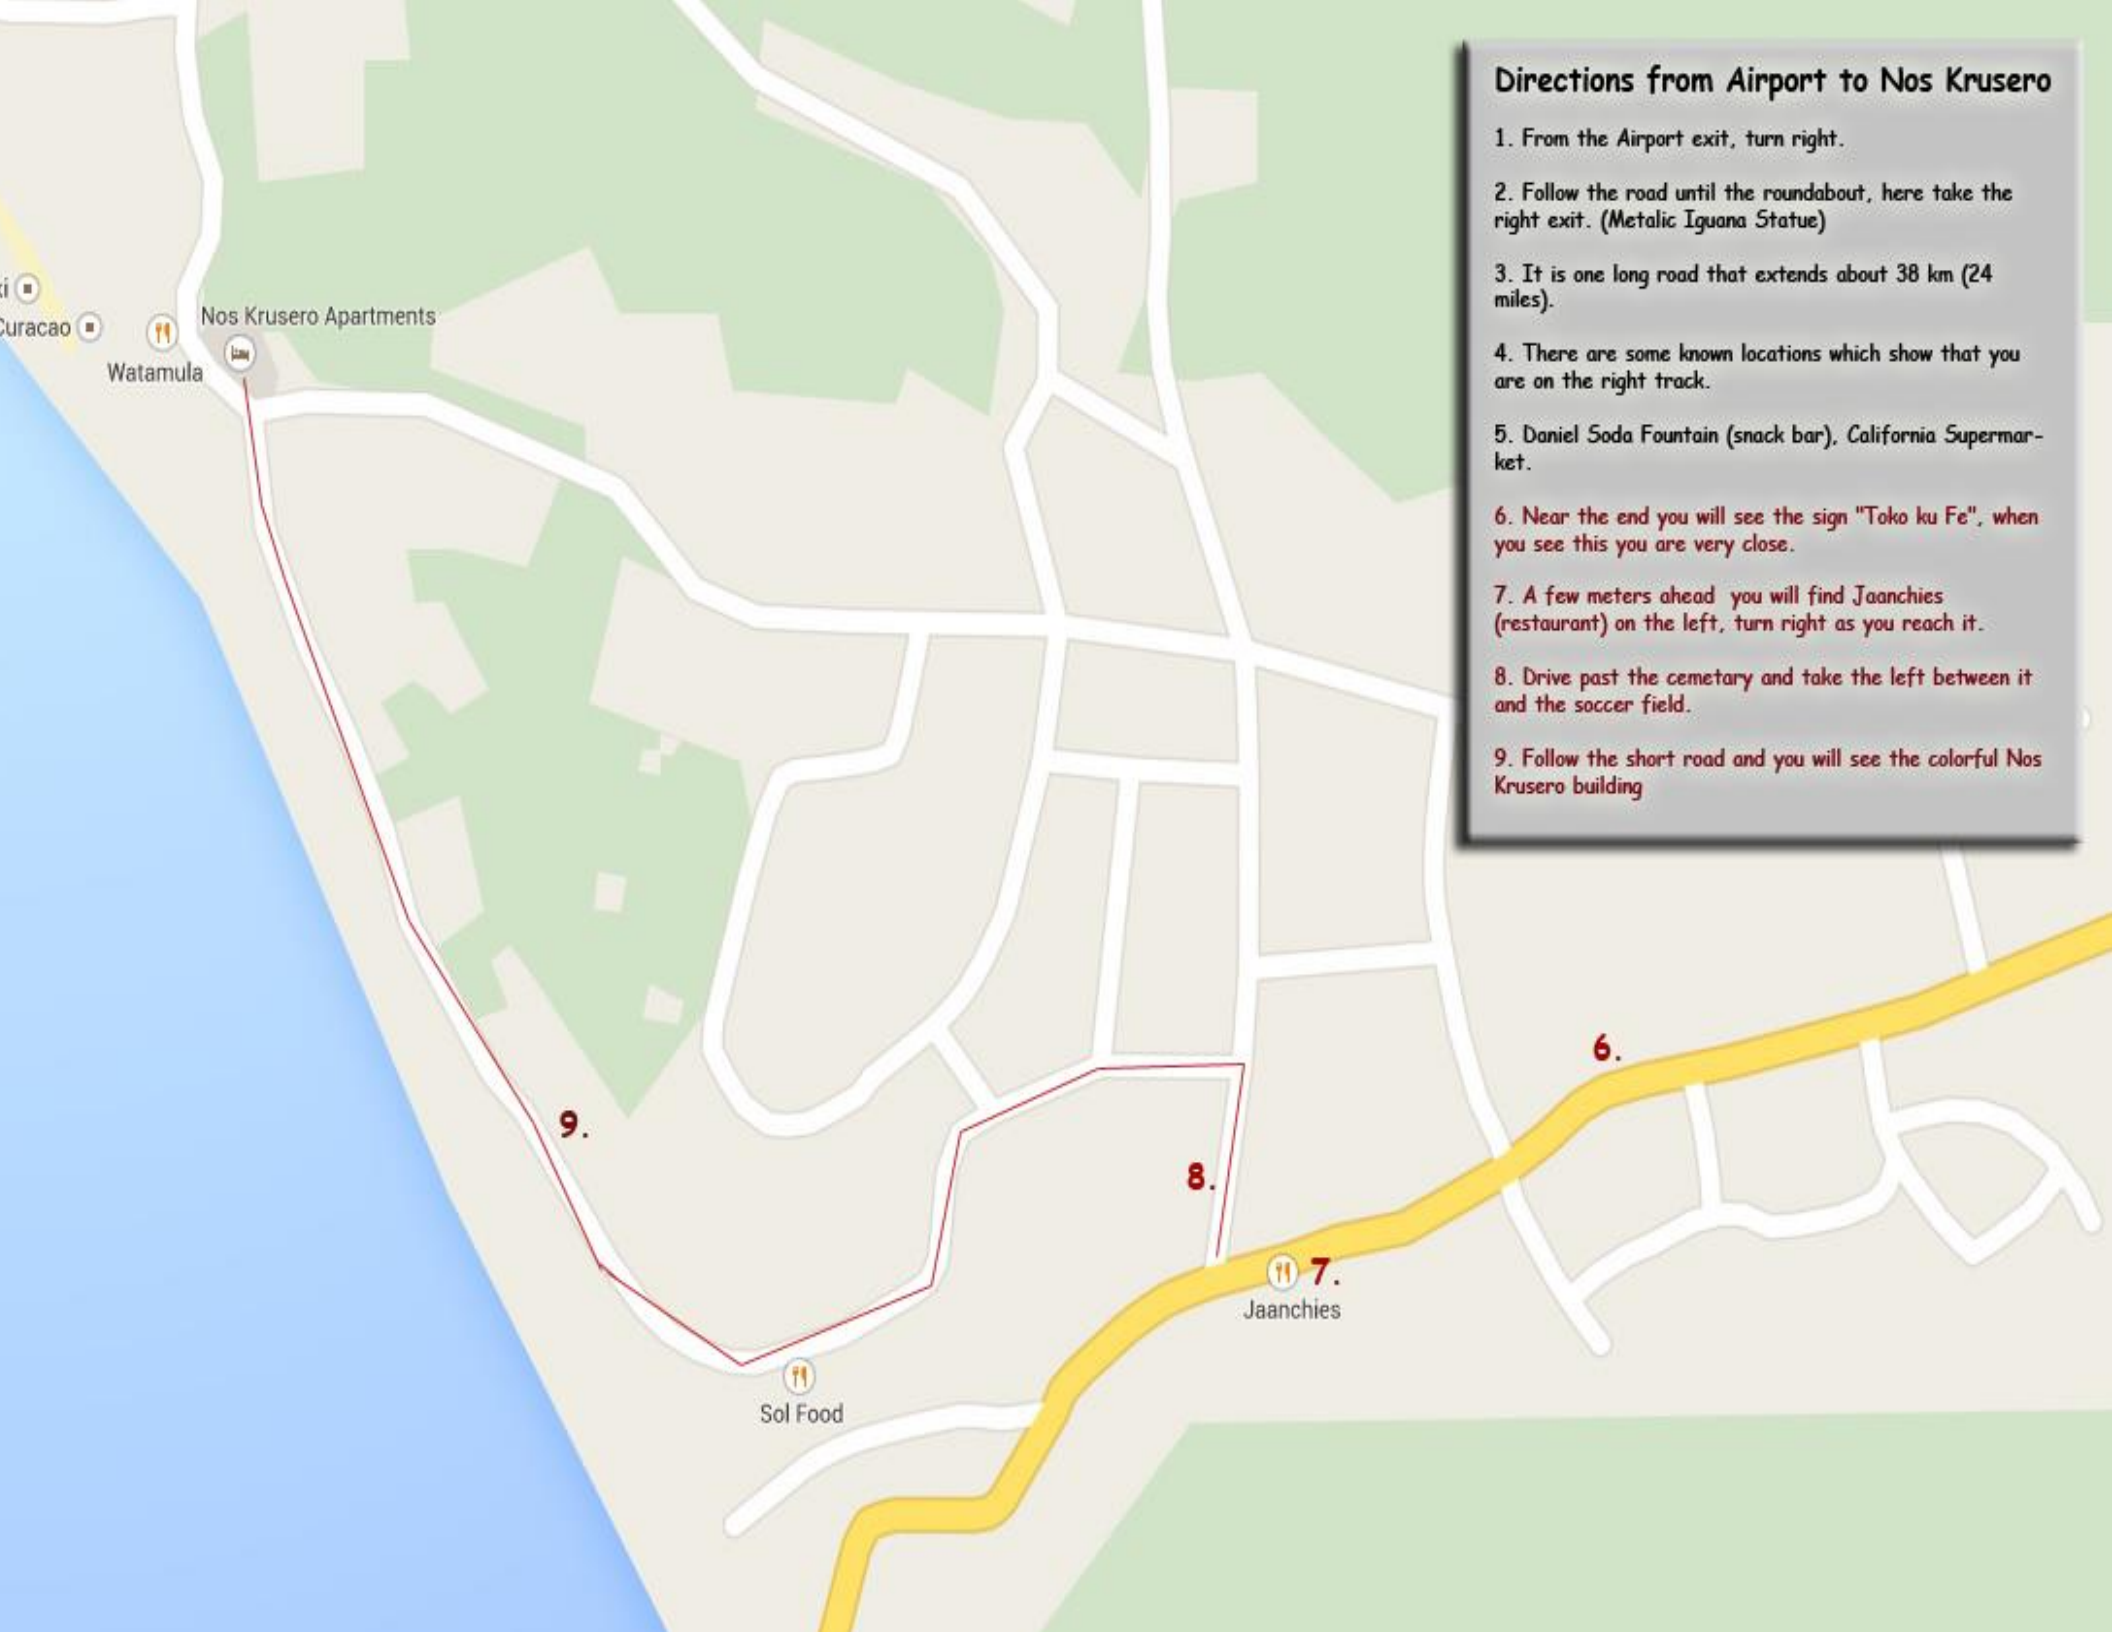 Directions from Airport to Nos Krusero
1. From the Airport exit, turn right.
2. Follow the road until the roundabout, here take the
right exit. (Metalic Iguana Statue)
3. It is one long road that extends about 38 km (24
miles).
4. There are some known locations which show that you
are on the right track.
5. Daniel Soda Fountain (snack bar), California Supermar-
ket.
6. Near the end you will see the sign "Toko ku Fe", when
you see this you are very close.
7. A few meters ahead you will find Jaanchies
(restaurant) on the left, turn right as you reach it.
8. Drive past the cemetary and take the left between it
and the soccer field.
9. Follow the short road and you will see the colorful Nos
Krusero building
Nos Krusero Apartments
Curacao
Watamula
6.
9.
8.
7.
Jaanchies
Sol Food